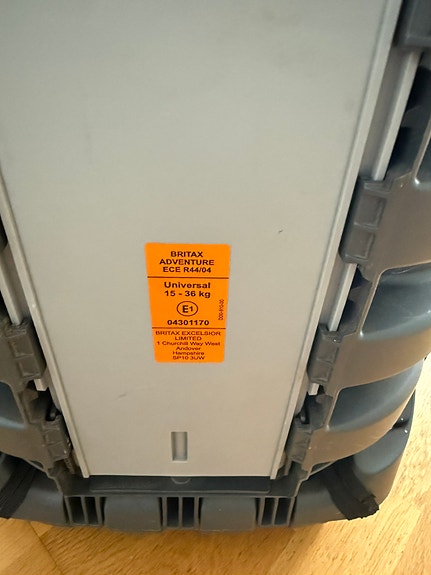 BRITAX
ADVENTURE
ECE R44/04
Universal
15 - 36 kg
E1
04301170
BRITAX EXCELSIOR
LIMITED
1 Churchill Way West
Andover
Hampshire
SP10 3UW